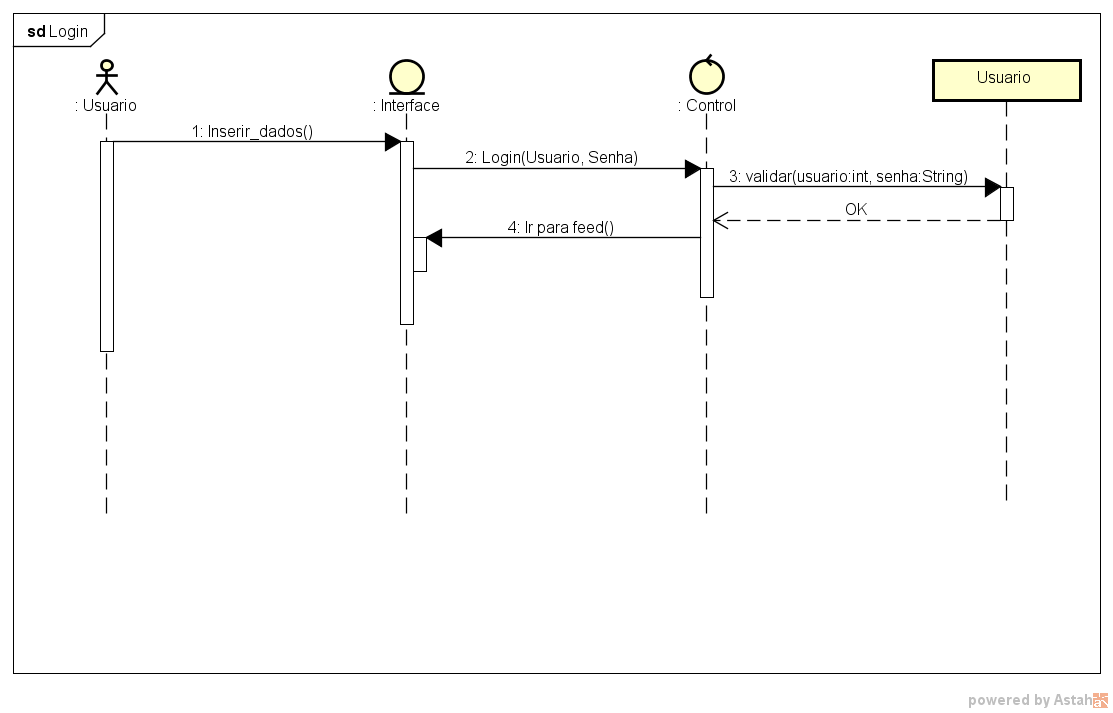 sd Login
: Usuario
: Interface
: Control
Usuario
1: Inserir_dados()
2: Login(Usuario, Senha)
3: validar(usuario:int, senha:String)
OK
4: Ir para feed()
powered by Astah